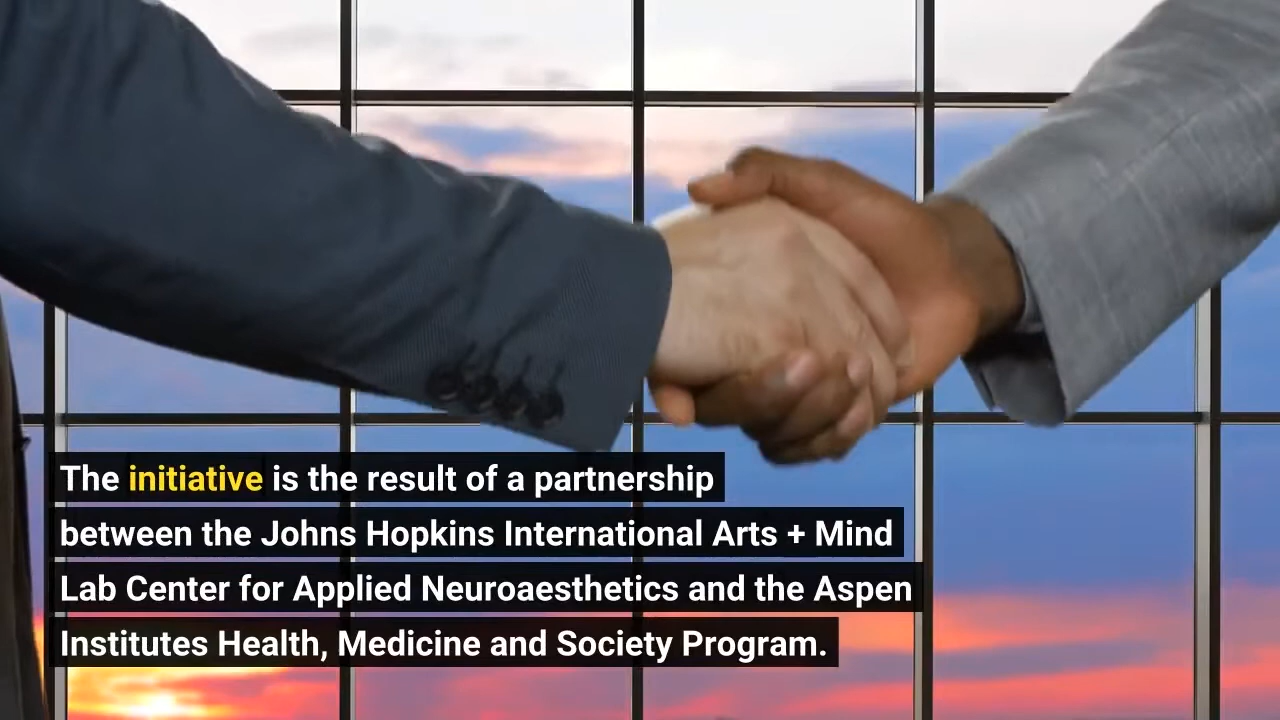 The initiative is the result of a partnership
between the Johns Hopkins International Arts + Mind
Lab Center for Applied Neuroaesthetics and the Aspen
Institutes Health, Medicine and Society Program.